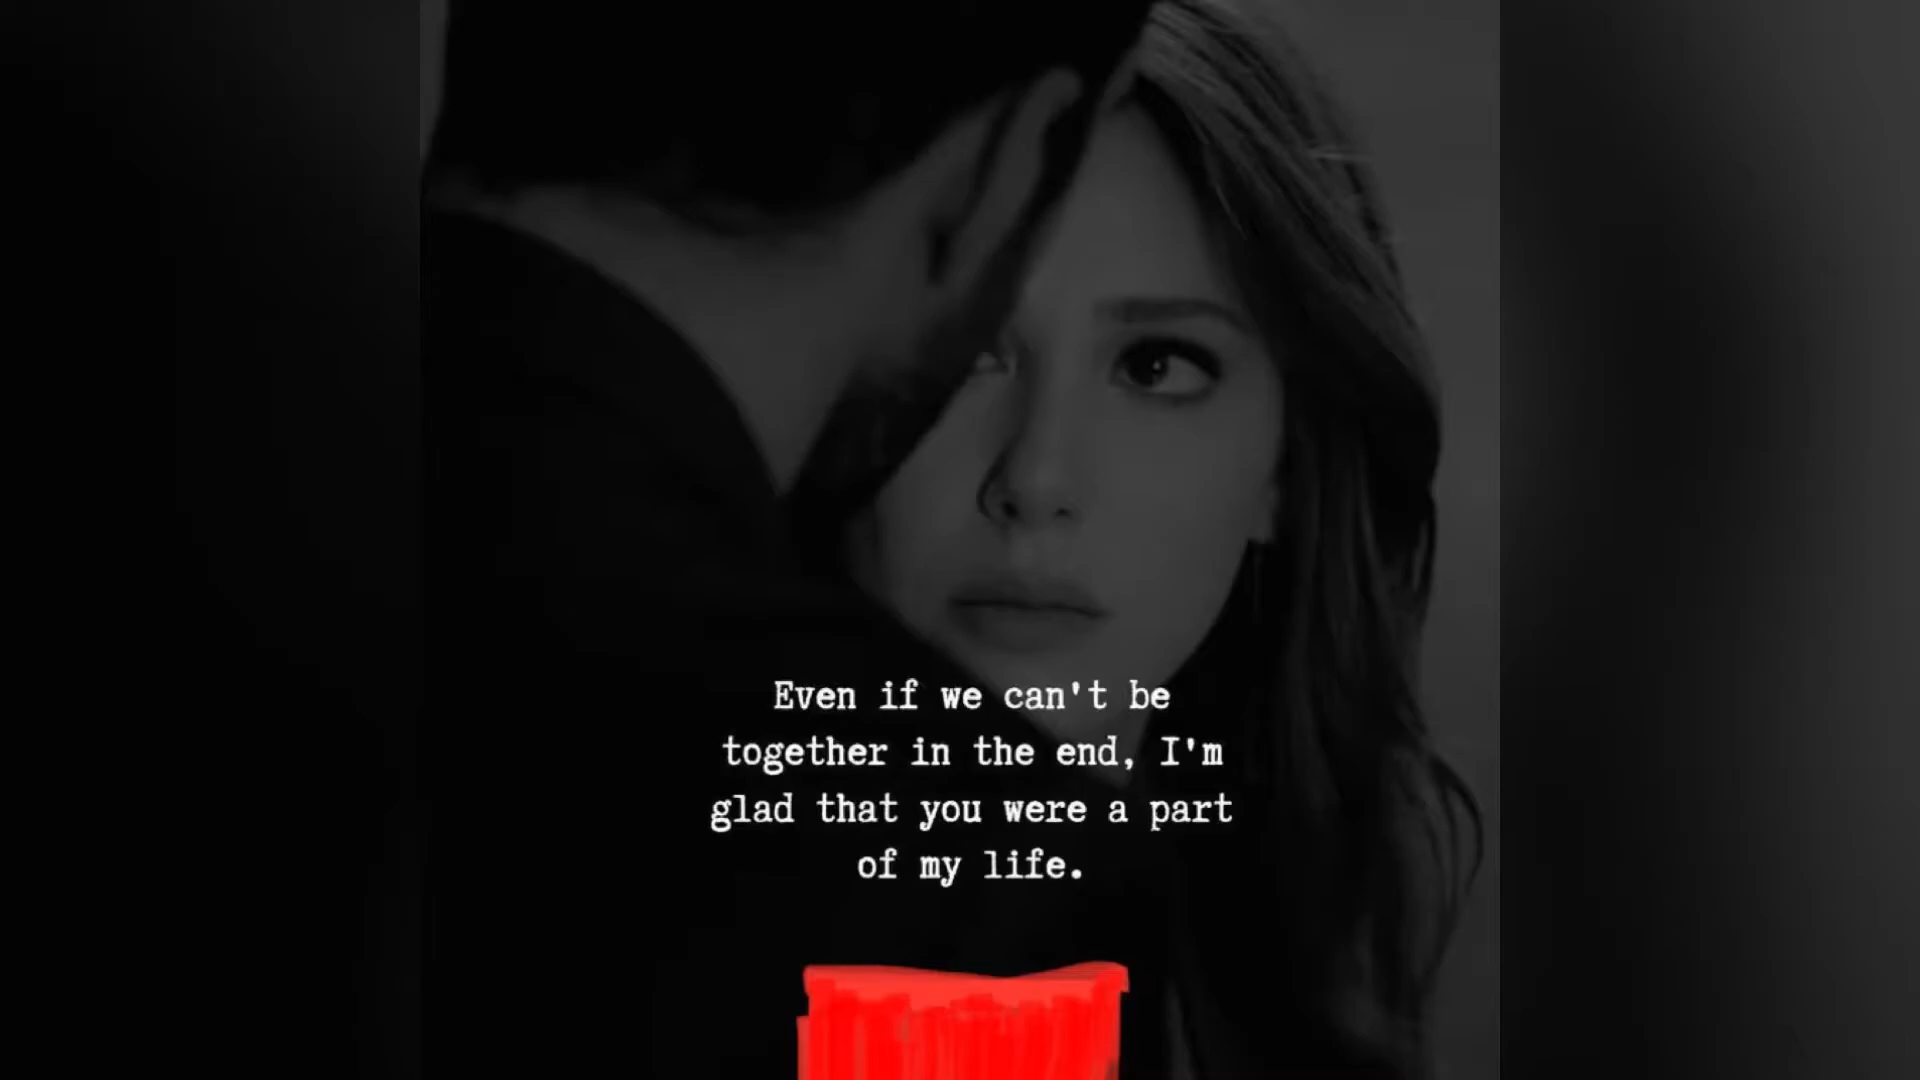 Even if we can't be
together in the end, I'm
glad that you were a part
of my life.